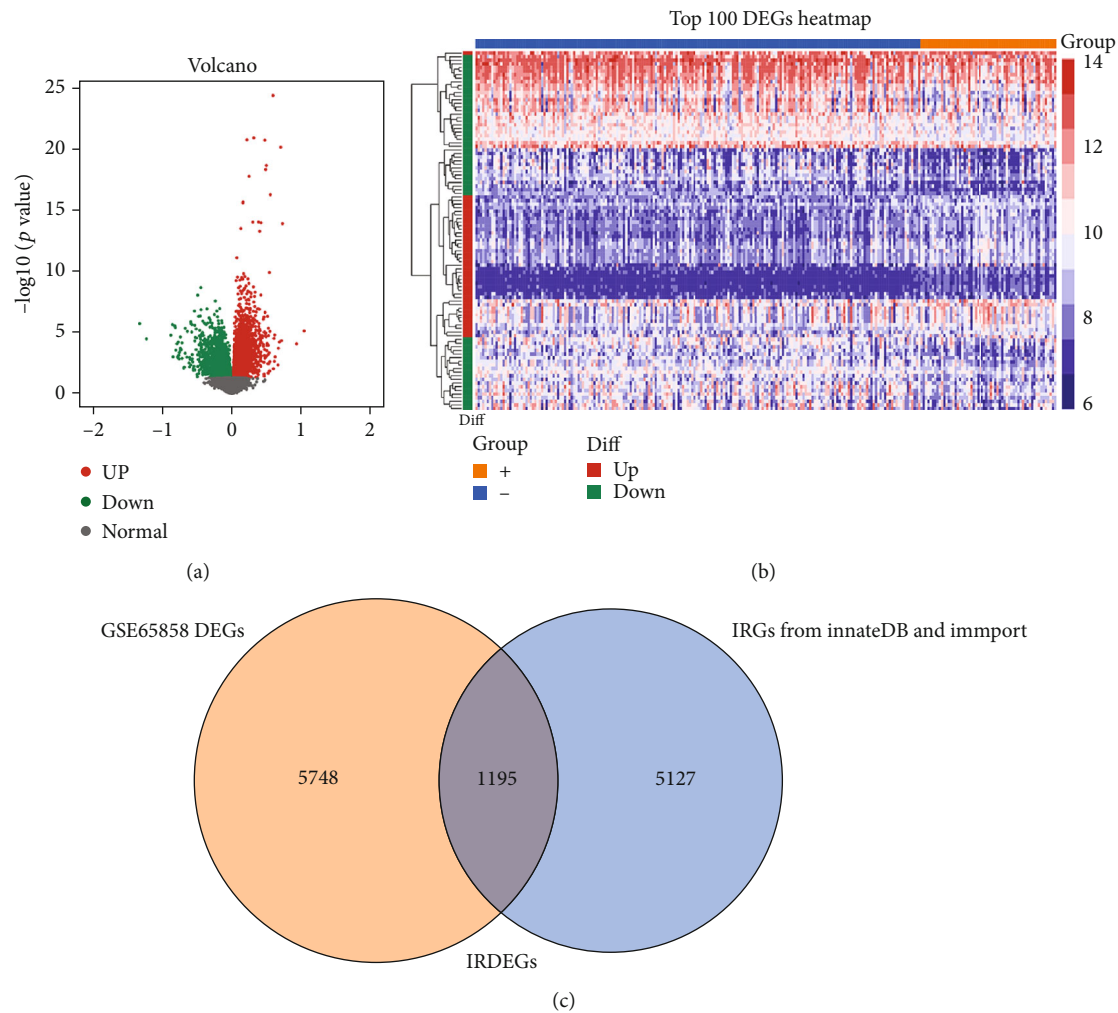 Volcano
25
20
15
10
5
0
−log10 (p value)
−2 −1 0 1 2
UP
Down
Normal
(a)
Top 100 DEGs heatmap
Group
14
12
10
8
6
Diff
Group
+
−
Diff
Up
Down
(b)
GSE65858 DEGs
IRGs from innateDB and immport
5748
1195
5127
IRDEGs
(c)